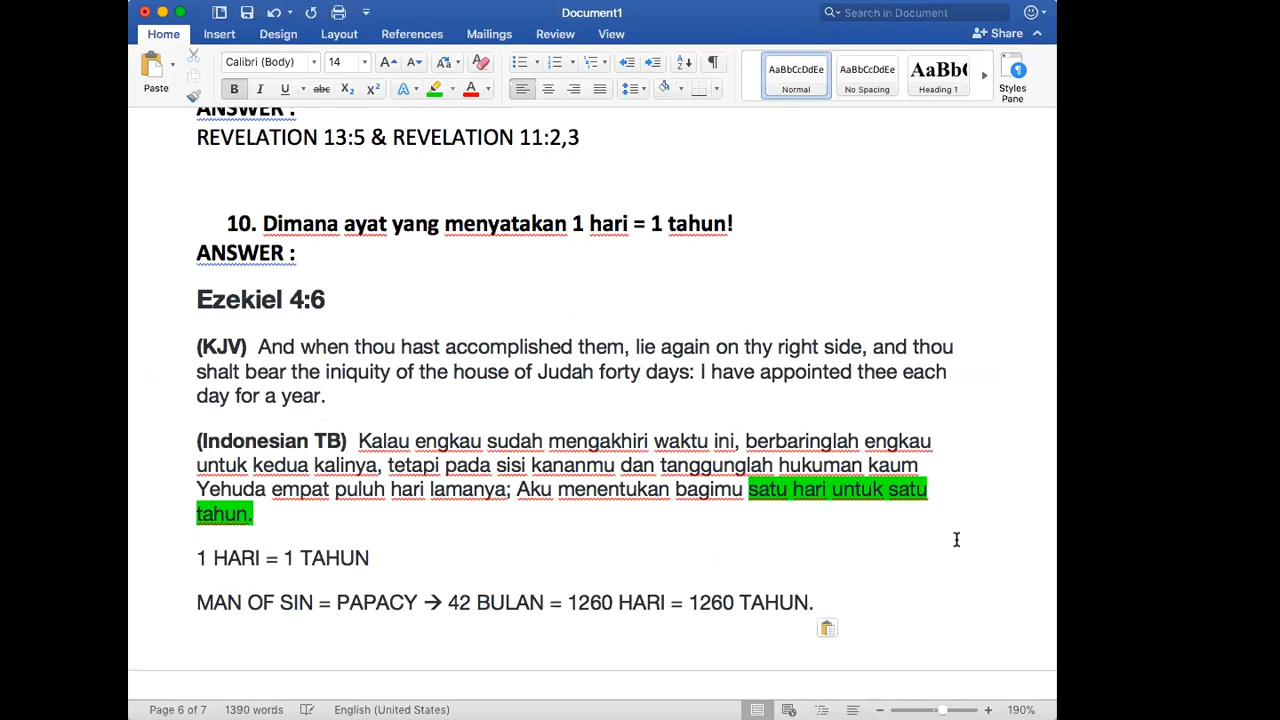 Document1
Search in Document
Home Insert Design Layout References Mailings Review View Share
Paste
Calibri (Body) 14
B I U abc X₂ X² A A
AaBbCcDdEe AaBbCcDdEe AaBbC
Normal No Spacing Heading 1
Styles
Pane
ANSWER :
REVELATION 13:5 & REVELATION 11:2,3
10. Dimana ayat yang menyatakan 1 hari = 1 tahun!
ANSWER :
Ezekiel 4:6
(KJV) And when thou hast accomplished them, lie again on thy right side, and thou
shalt bear the iniquity of the house of Judah forty days: I have appointed thee each
day for a year.
(Indonesian TB) Kalau engkau sudah mengakhiri waktu ini, berbaringlah engkau
untuk kedua kalinya, tetapi pada sisi kananmu dan tanggunglah hukuman kaum
Yehuda empat puluh hari lamanya; Aku menentukan bagimu satu hari untuk satu
tahun.
1 HARI = 1 TAHUN
MAN OF SIN = PAPACY → 42 BULAN = 1260 HARI = 1260 TAHUN.
Page 6 of 7 1390 words English (United States) 190%